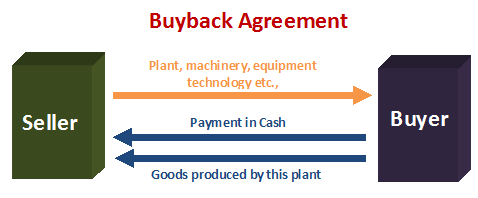 Buyback Agreement
Plant, machinery, equipment
technology etc.,
Seller
Payment in Cash
Buyer
Goods produced by this plant